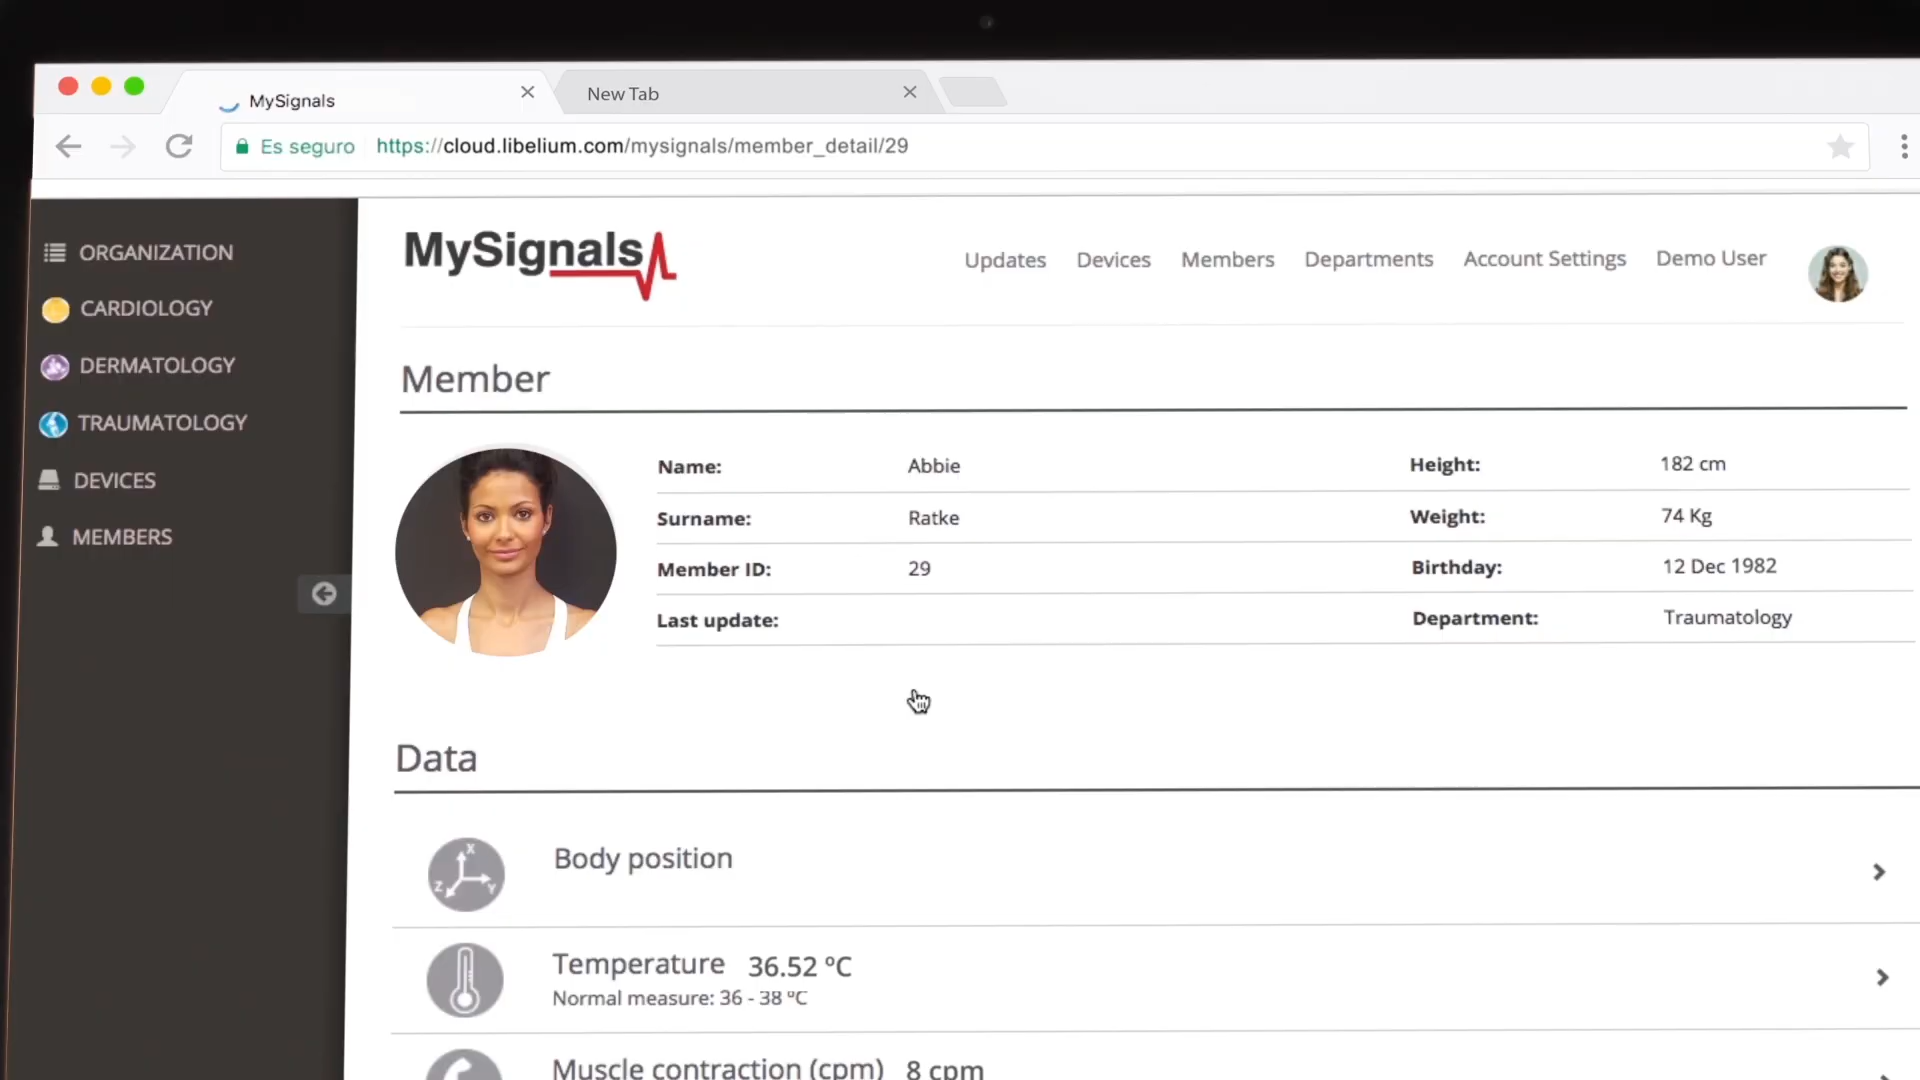 MySignals
New Tab
Es seguro https://cloud.libelium.com/mysignals/member_detail/29
ORGANIZATION
CARDIOLOGY
DERMATOLOGY
TRAUMATOLOGY
DEVICES
MEMBERS
MySignals
Updates Devices Members Departments Account Settings Demo User
Member
Name: Abbie Height: 182 cm
Surname: Ratke Weight: 74 Kg
Member ID: 29 Birthday: 12 Dec 1982
Last update: Department: Traumatology
Data
X
Z Y
Body position
Temperature 36.52 ºC
Normal measure: 36 - 38 ºC
Muscle contraction (cpm) 8 cpm